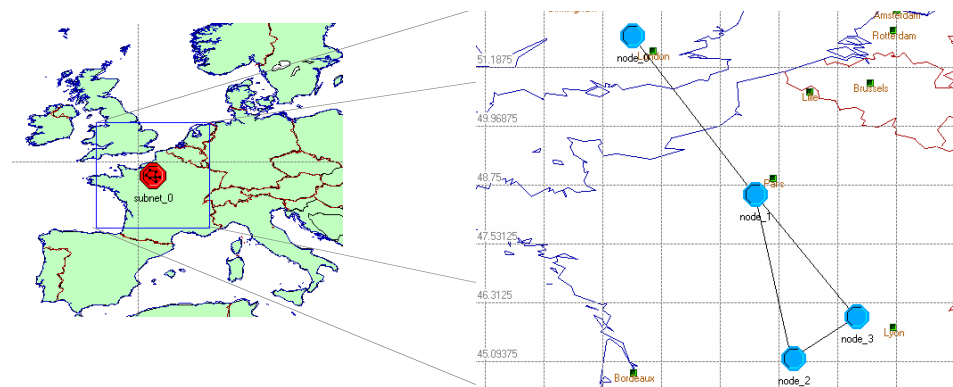 subnet_0
Amsterdam
Rotterdam
node_0
London
51.1875
Brussels
Lille
49.96875
48.75
Paris
node_1
47.53125
46.3125
node_3
Lyon
45.09375
node_2
Bordeaux